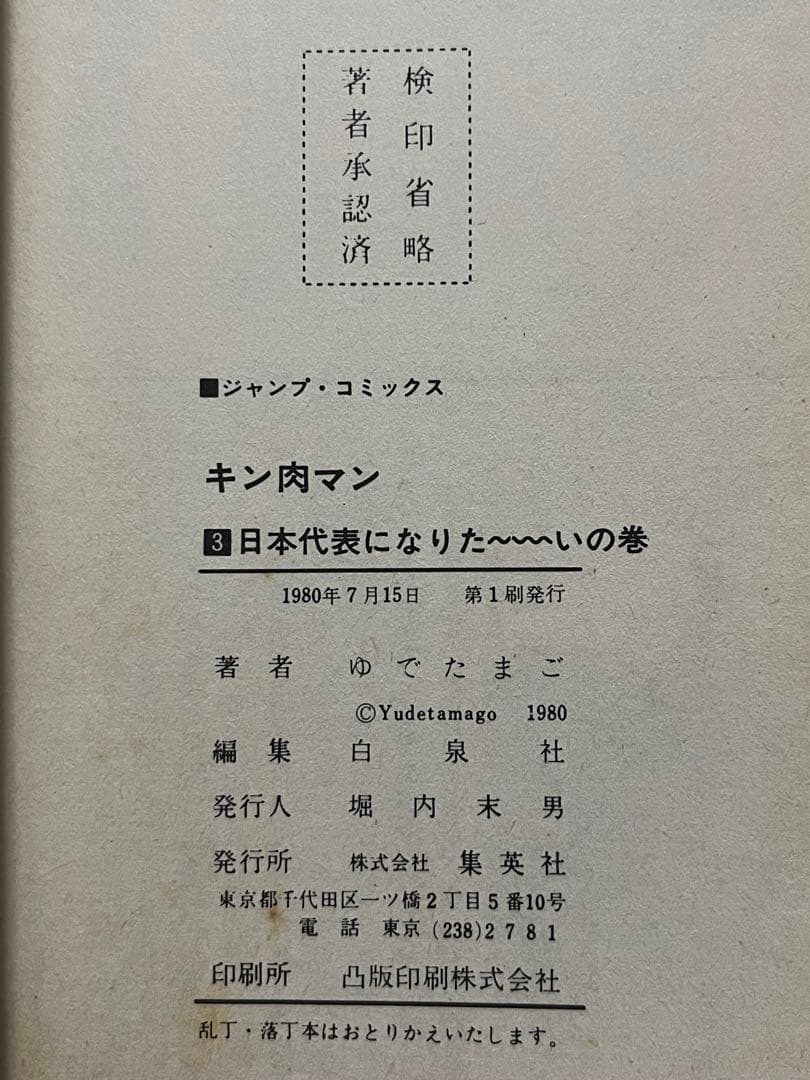 検印省略
著者承認済
■ジャンプ・コミックス
キン肉マン
3日本代表になりた〜〜〜いの巻
1980年7月15日　第1刷発行
著者　ゆでたまご
©Yudetamago 1980
編集　白泉社
発行人　堀内末男
発行所　株式会社 集英社
東京都千代田区一ツ橋2丁目5番10号
電話 東京(238)2781
印刷所　凸版印刷株式会社
乱丁・落丁本はおとりかえいたします。